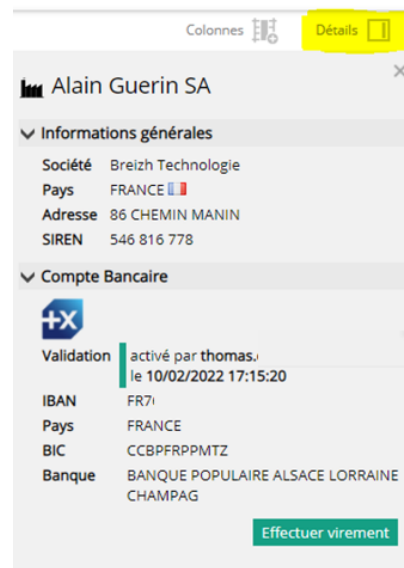 Colonnes Détails
Alain Guerin SA
Informations générales
Société Breizh Technologie
Pays FRANCE
Adresse 86 CHEMIN MANIN
SIREN 546 816 778
Compte Bancaire
+X
Validation activé par thomas.
le 10/02/2022 17:15:20
IBAN FR7
Pays FRANCE
BIC CCBPFRPPMTZ
Banque BANQUE POPULAIRE ALSACE LORRAINE
CHAMPAG
Effectuer virement